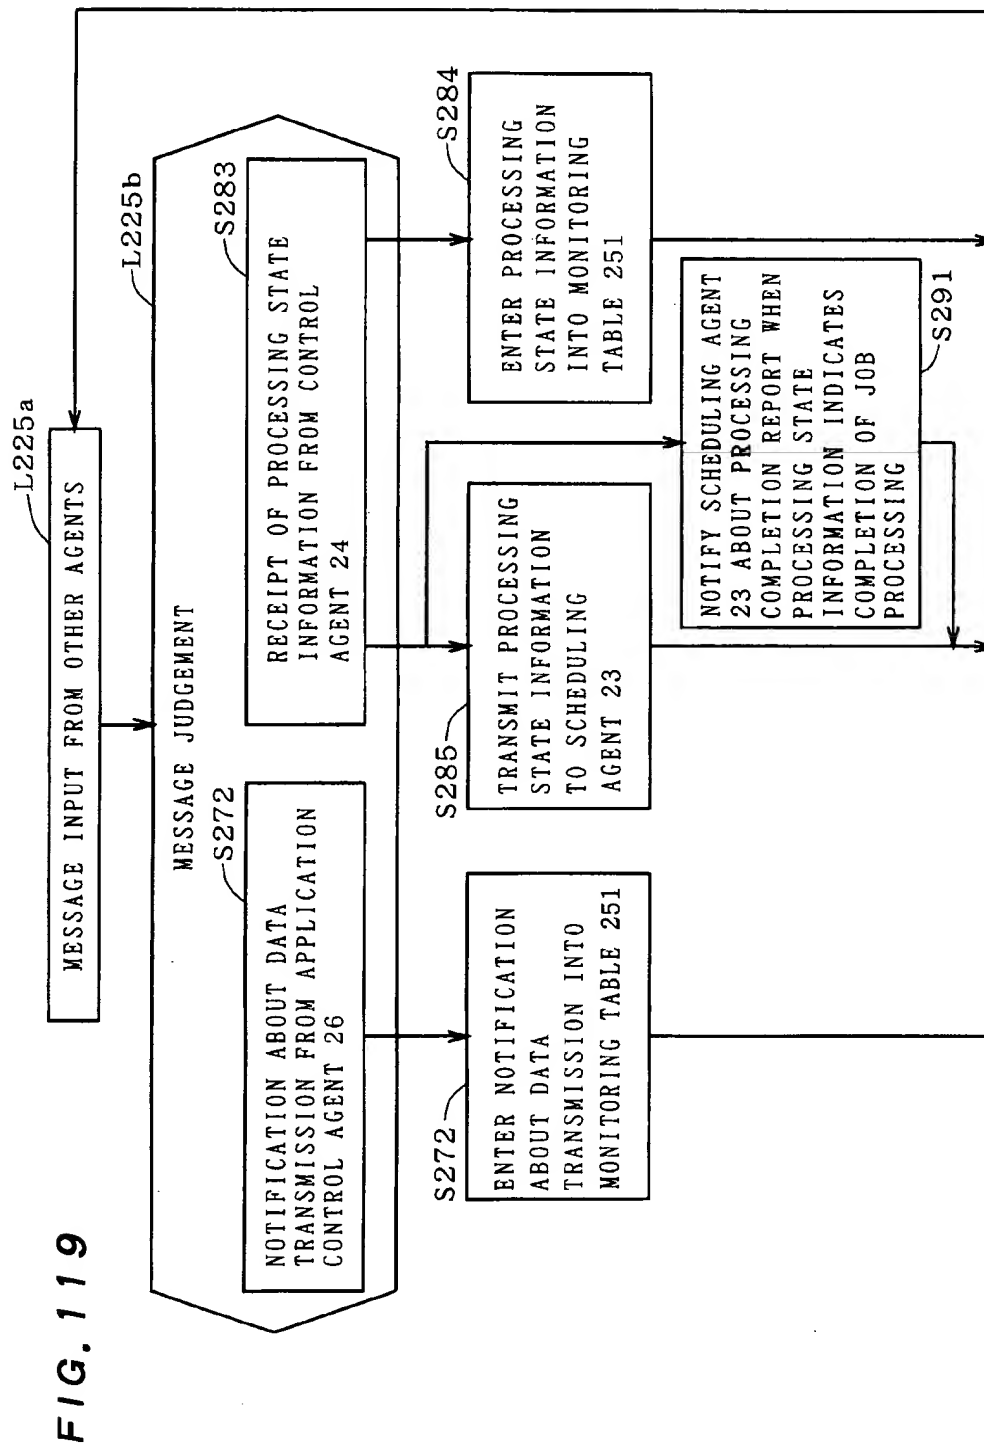 FIG. 119
L225a
MESSAGE INPUT FROM OTHER AGENTS
L225b
MESSAGE JUDGEMENT
S272
NOTIFICATION ABOUT DATA
TRANSMISSION FROM APPLICATION
CONTROL AGENT 26
S283
RECEIPT OF PROCESSING STATE
INFORMATION FROM CONTROL
AGENT 24
S272
ENTER NOTIFICATION
ABOUT DATA
TRANSMISSION INTO
MONITORING TABLE 251
S285
TRANSMIT PROCESSING
STATE INFORMATION
TO SCHEDULING
AGENT 23
S284
ENTER PROCESSING
STATE INFORMATION
INTO MONITORING
TABLE 251
NOTIFY SCHEDULING AGENT
23 ABOUT PROCESSING
COMPLETION REPORT WHEN
PROCESSING STATE
INFORMATION INDICATES
COMPLETION OF JOB
PROCESSING
S291